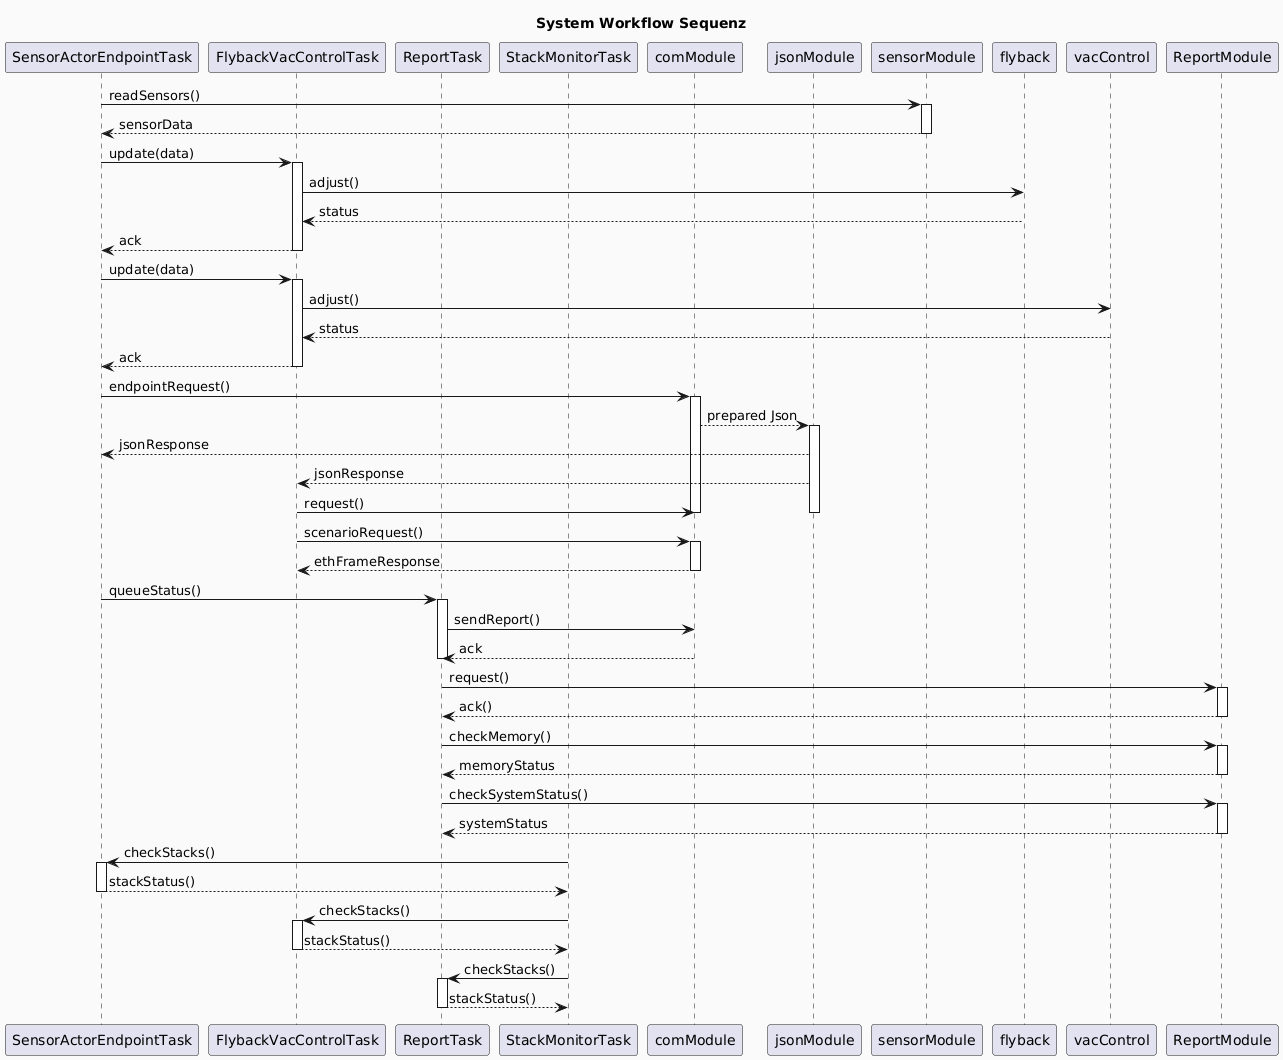 System Workflow Sequenz
SensorActorEndpointTask FlybackVacControlTask ReportTask StackMonitorTask comModule jsonModule sensorModule flyback vacControl ReportModule
readSensors()
sensorData
update(data)
adjust()
status
ack
update(data)
adjust()
status
ack
endpointRequest()
prepared Json
jsonResponse
jsonResponse
request()
scenarioRequest()
ethFrameResponse
queueStatus()
sendReport()
ack
request()
ack()
checkMemory()
memoryStatus
checkSystemStatus()
systemStatus
checkStacks()
stackStatus()
checkStacks()
stackStatus()
checkStacks()
stackStatus()
SensorActorEndpointTask FlybackVacControlTask ReportTask StackMonitorTask comModule jsonModule sensorModule flyback vacControl ReportModule